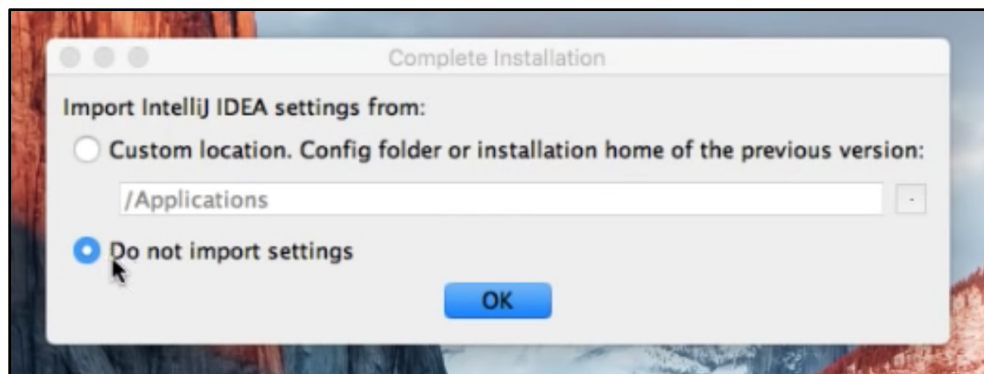 Complete Installation
Import IntelliJ IDEA settings from:
Custom location. Config folder or installation home of the previous version:
/Applications
Do not import settings
OK